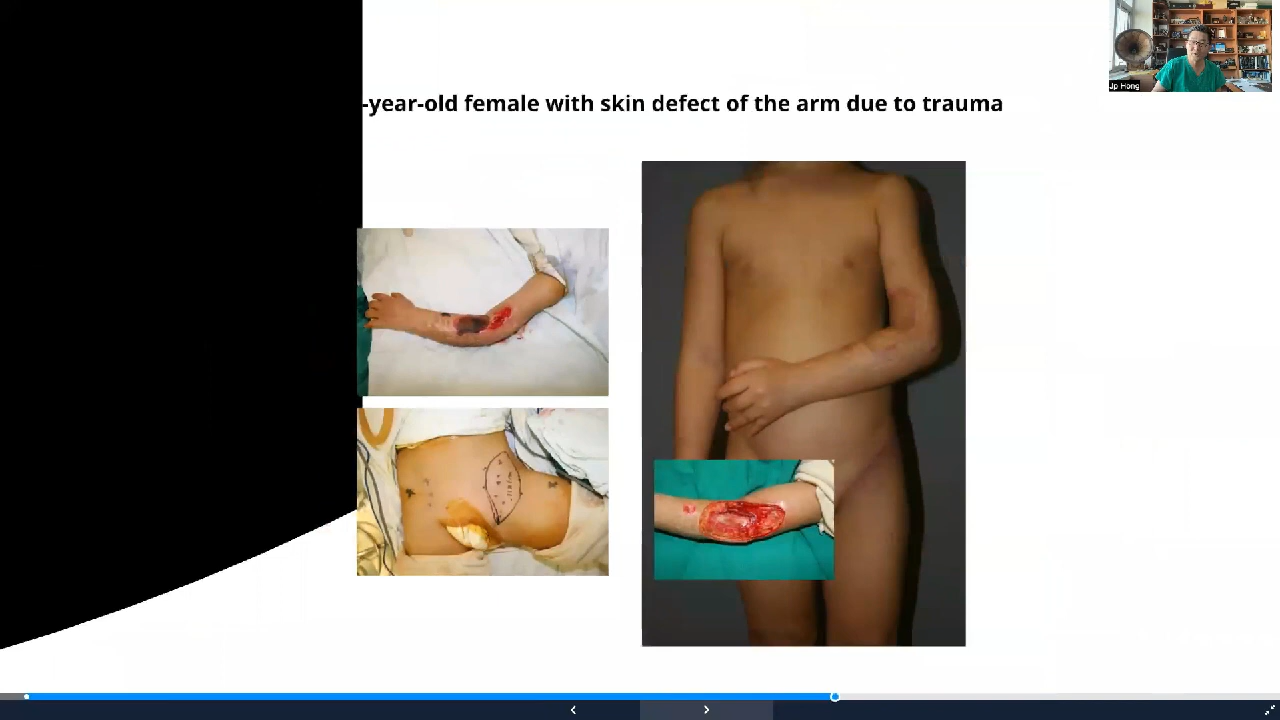 -year-old female with skin defect of the arm due to trauma
Jp Hong